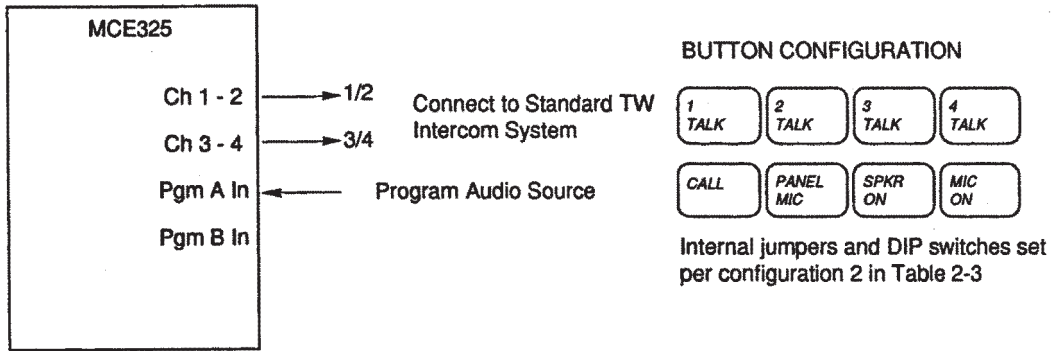 MCE325
Ch 1 - 2
1/2
Ch 3 - 4
3/4
Connect to Standard TW
Intercom System
Pgm A In
Program Audio Source
Pgm B In
BUTTON CONFIGURATION
1
TALK
2
TALK
3
TALK
4
TALK
CALL
PANEL
MIC
SPKR
ON
MIC
ON
Internal jumpers and DIP switches set
per configuration 2 in Table 2-3